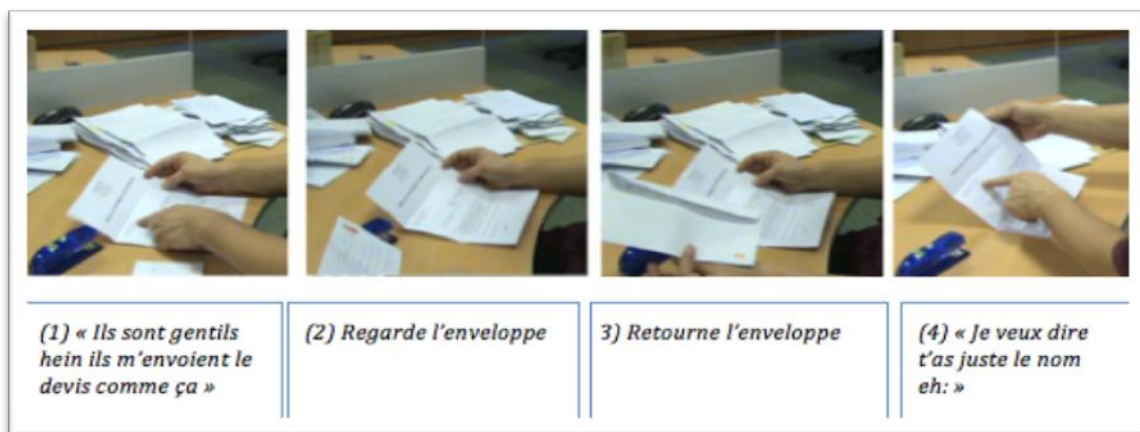 (1) « Ils sont gentils
hein ils m'envoient le
devis comme ça »
(2) Regarde l'enveloppe
3) Retourne l'enveloppe
(4) « Je veux dire
t'as juste le nom
eh: »